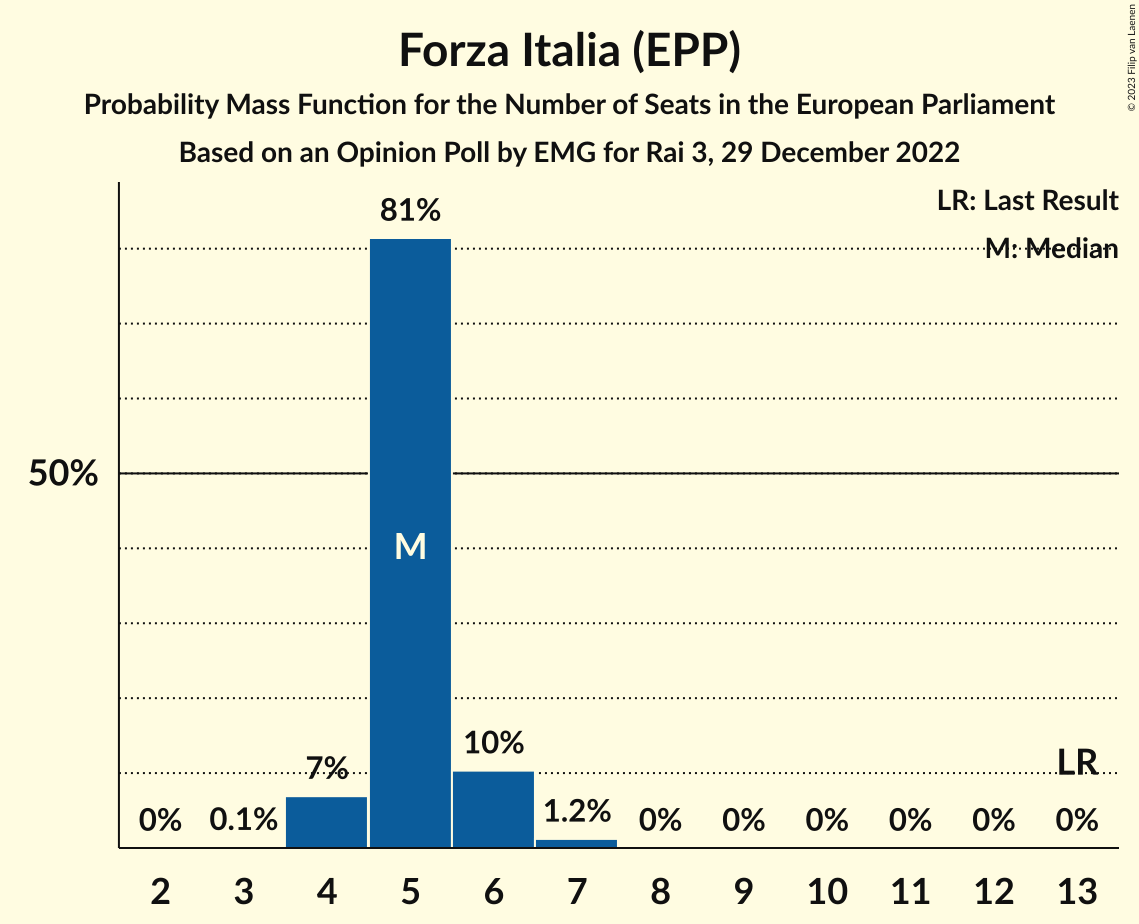 Forza Italia (EPP)
Probability Mass Function for the Number of Seats in the European Parliament
Based on an Opinion Poll by EMG for Rai 3, 29 December 2022
© 2023 Filip van Laenen
LR: Last Result
M: Median
81%
50%
M
10%
7%
LR
0% 0.1% 1.2% 0% 0% 0% 0% 0% 0%
2 3 4 5 6 7 8 9 10 11 12 13